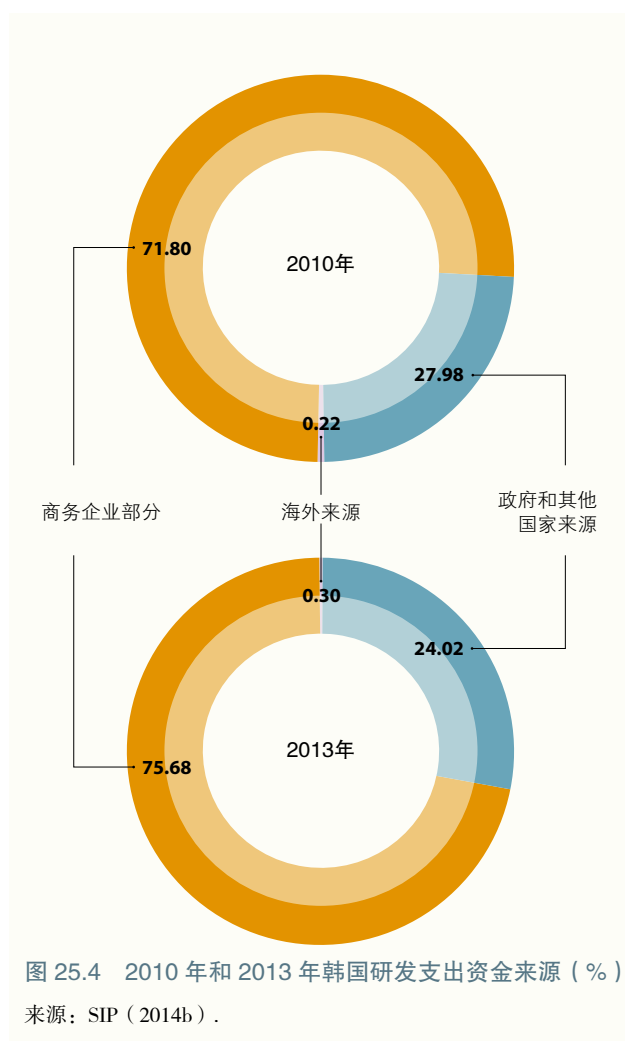 71.80
2010年
27.98
0.22
商务企业部分
海外来源
政府和其他
国家来源
0.30
24.02
2013年
75.68
图 25.4 2010 年和 2013 年韩国研发支出资金来源（%）
来源：SIP（2014b）.